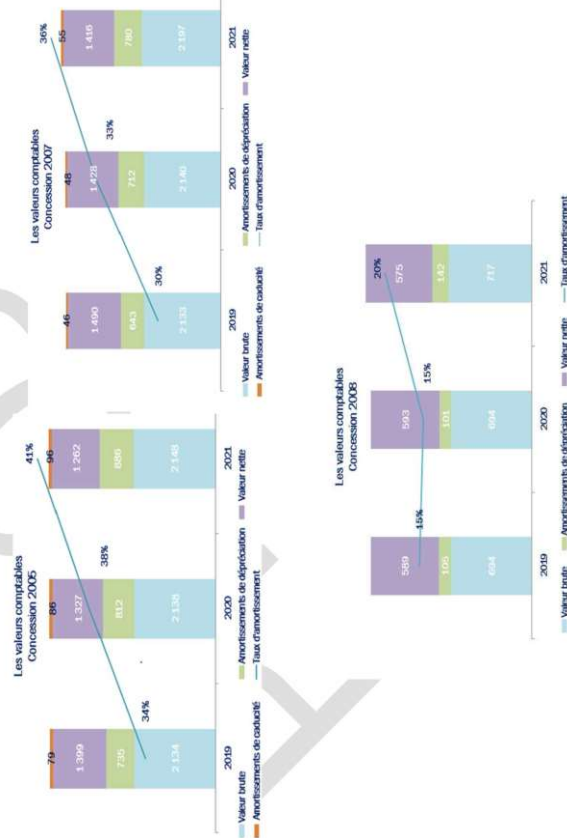 Les valeurs comptables
Concession 2005
79
1 399
735
2 134
34%
86
1 327
812
2 138
38%
96
1 262
886
2 148
41%
2019
2020
2021
Valeur brute
Amortissements de dépréciation
Valeur nette
Amortissements de caducité
Taux d'amortissement
Les valeurs comptables
Concession 2007
46
1 490
643
2 133
30%
48
1 428
712
2 140
33%
55
1 416
780
2 197
36%
2019
2020
2021
Valeur brute
Amortissements de dépréciation
Valeur nette
Amortissements de caducité
Taux d'amortissement
Les valeurs comptables
Concession 2008
589
105
694
15%
593
101
694
15%
575
142
717
20%
2019
2020
2021
Valeur brute
Amortissements de dépréciation
Valeur nette
Taux d'amortissement